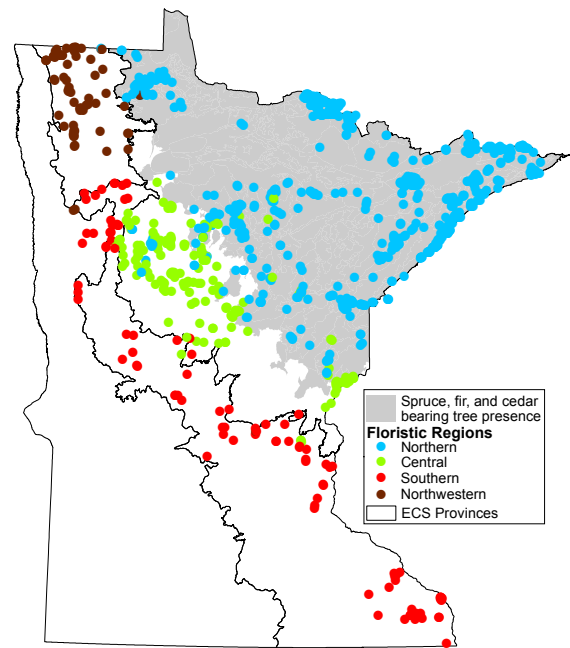 Spruce, fir, and cedar
bearing tree presence
Floristic Regions
Northern
Central
Southern
Northwestern
ECS Provinces